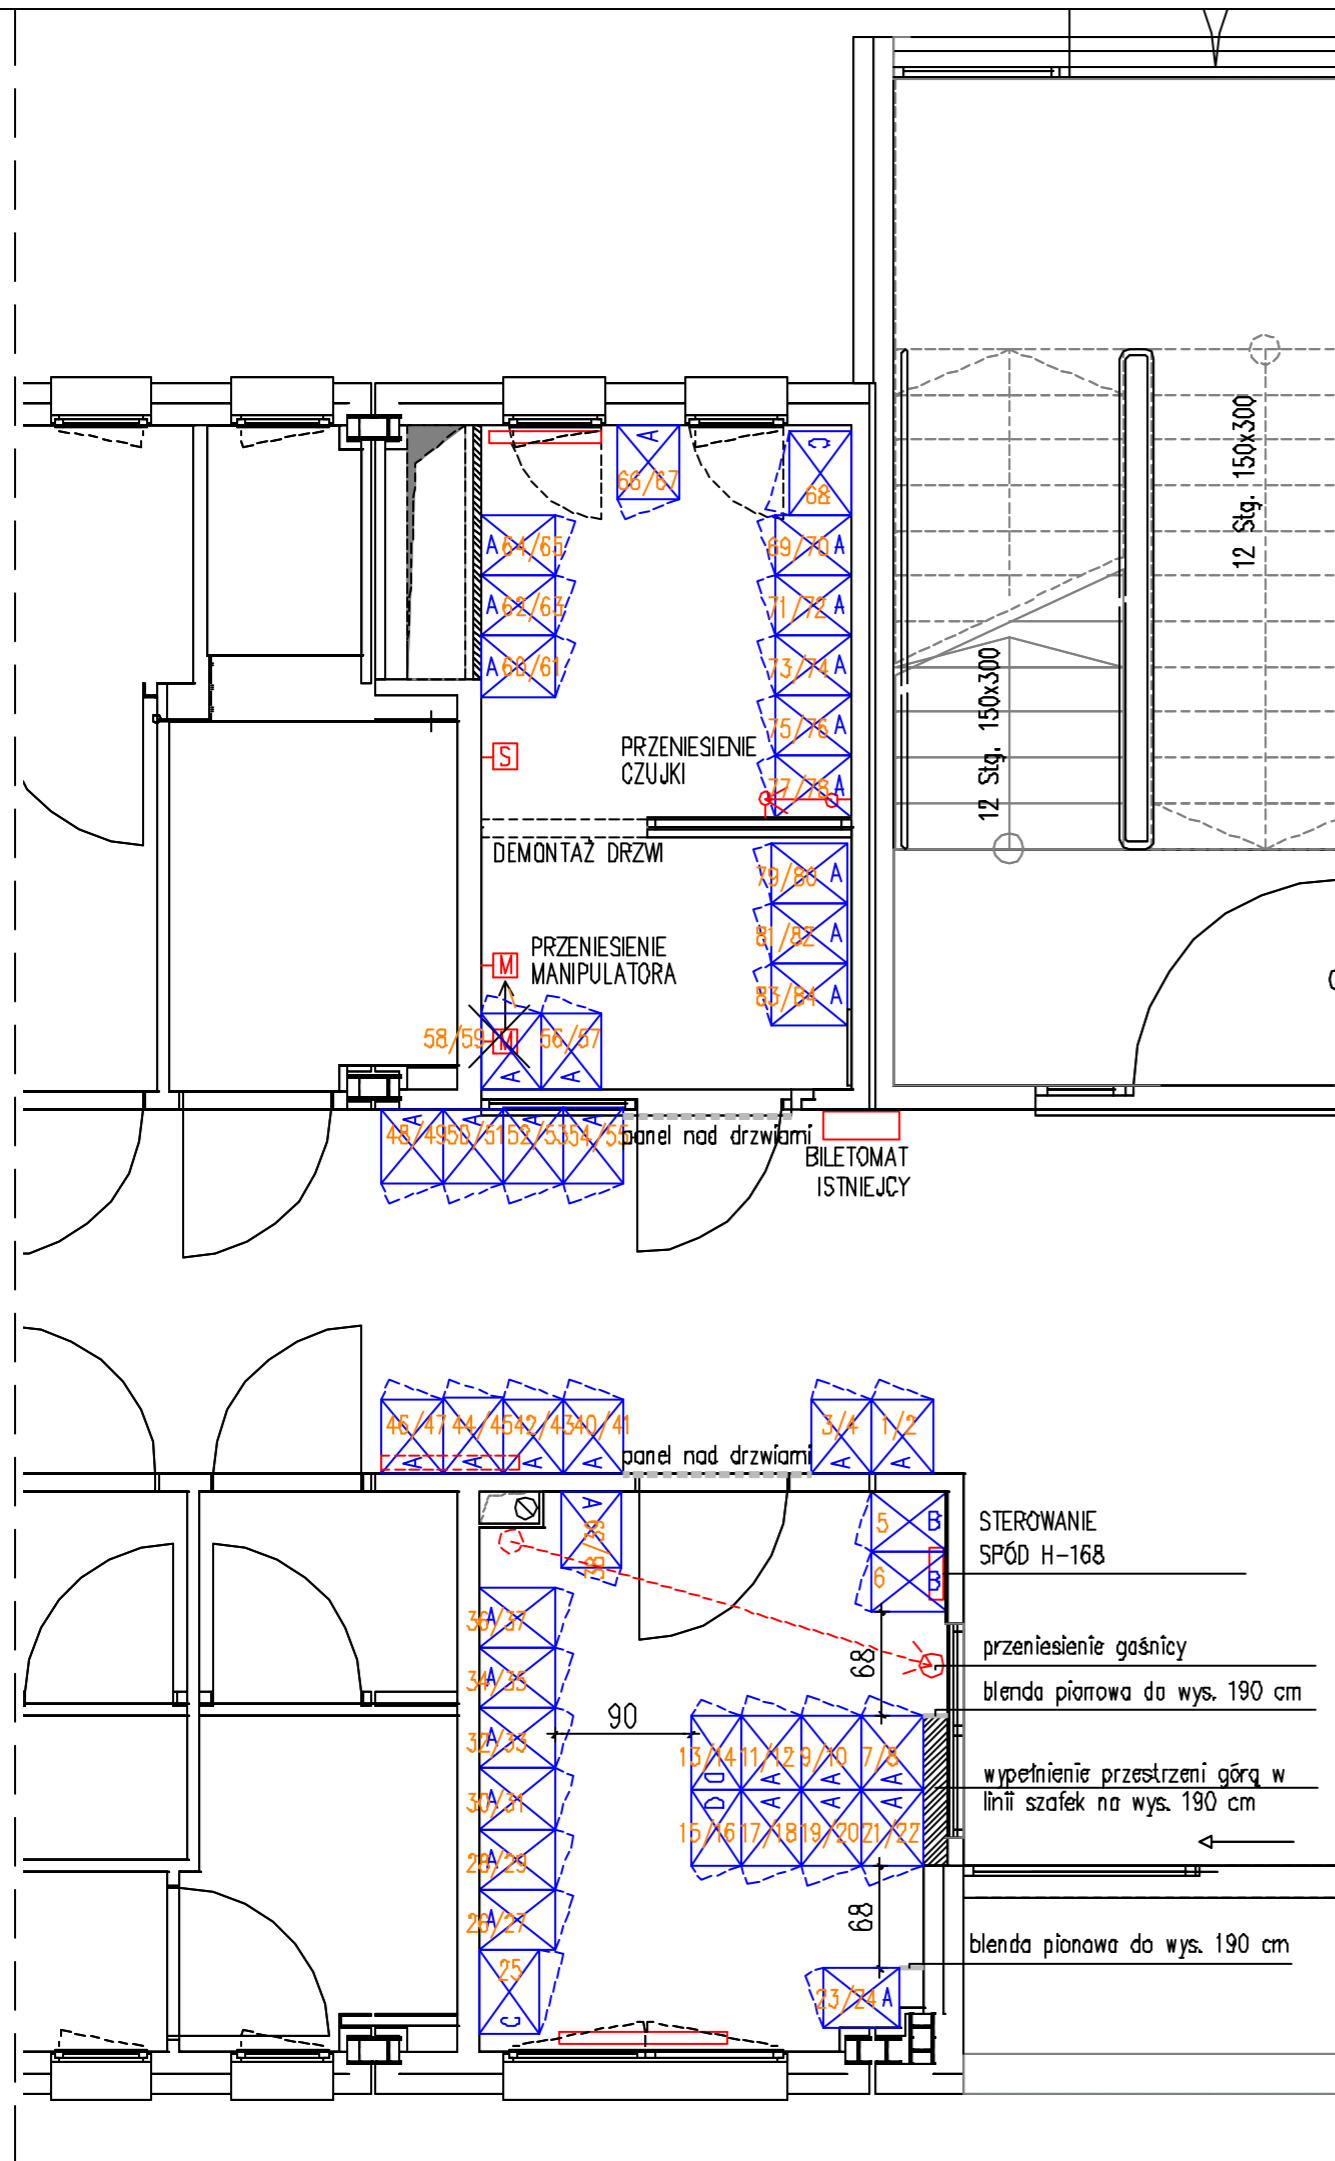 12 Stg. 150x300
12 Stg. 150x300
A
66/67
C
68
A 64/65
69/70 A
A 62/63
71/72 A
A 60/61
73/74 A
75/76 A
S
PRZENIESIENIE
CZUJKI
77/78 A
DEMONTAŻ DRZWI
79/80 A
81/82 A
83/84 A
M
PRZENIESIENIE
MANIPULATORA
58/59
M
56/57
A
A
A
A
A
A
48/49 50/51 52/53 54/55
panel nad drzwiami
BILETOMAT
ISTNIEJCY
46/47 44/45 42/43 40/41
A
A
A
A
panel nad drzwiami
3/4
1/2
A
A
A
38/39
5 B
6 B
STEROWANIE
SPÓD H-168
36/37
A
34/35
A
32/33
A
30/31
A
28/29
A
26/27
A
25
C
90
68
przeniesienie gaśnicy
blenda pionowa do wys. 190 cm
13/14 11/12 9/10 7/8
D
A
A
A
D
A
A
A
15/16 17/18 19/20 21/22
wypełnienie przestrzeni górą w
linii szafek na wys. 190 cm
68
blenda pionowa do wys. 190 cm
23/24 A